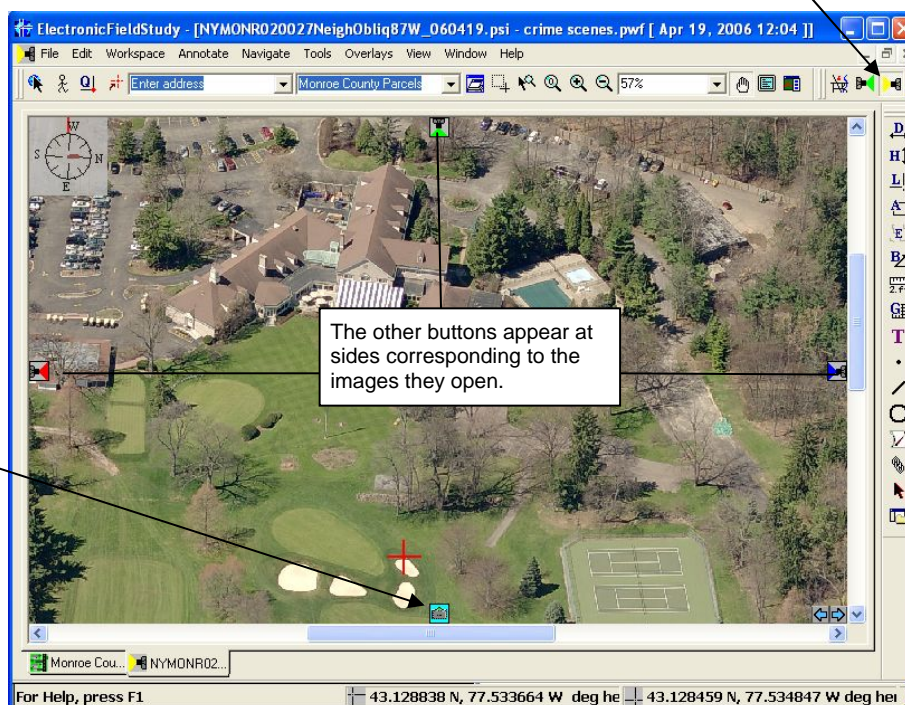 ElectronicFieldStudy - [NYMONR020027NeighObliq87W_060419.psi - crime scenes.pwf [ Apr 19, 2006 12:04 ]]
File Edit Workspace Annotate Navigate Tools Overlays View Window Help
Enter address Monroe County Parcels 57%
W
S N
E
D
H
L
A
E
B
G
T
The other buttons appear at
sides corresponding to the
images they open.
Monroe Cou... NYMONR02...
For Help, press F1 43.128838 N, 77.533664 W deg he 43.128459 N, 77.534847 W deg hei